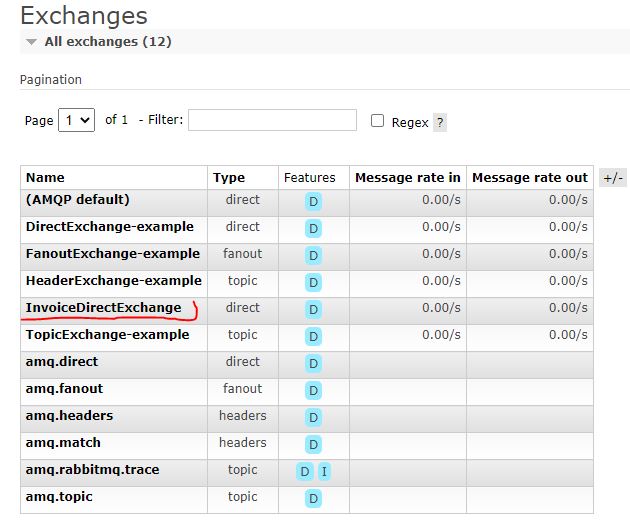 Exchanges
All exchanges (12)
Pagination
Page 1 of 1 - Filter: Regex ?
Name Type Features Message rate in Message rate out +/-
(AMQP default) direct D 0.00/s 0.00/s
DirectExchange-example direct D 0.00/s 0.00/s
FanoutExchange-example fanout D 0.00/s 0.00/s
HeaderExchange-example topic D 0.00/s 0.00/s
InvoiceDirectExchange direct D 0.00/s 0.00/s
TopicExchange-example topic D 0.00/s 0.00/s
amq.direct direct D
amq.fanout fanout D
amq.headers headers D
amq.match headers D
amq.rabbitmq.trace topic D I
amq.topic topic D